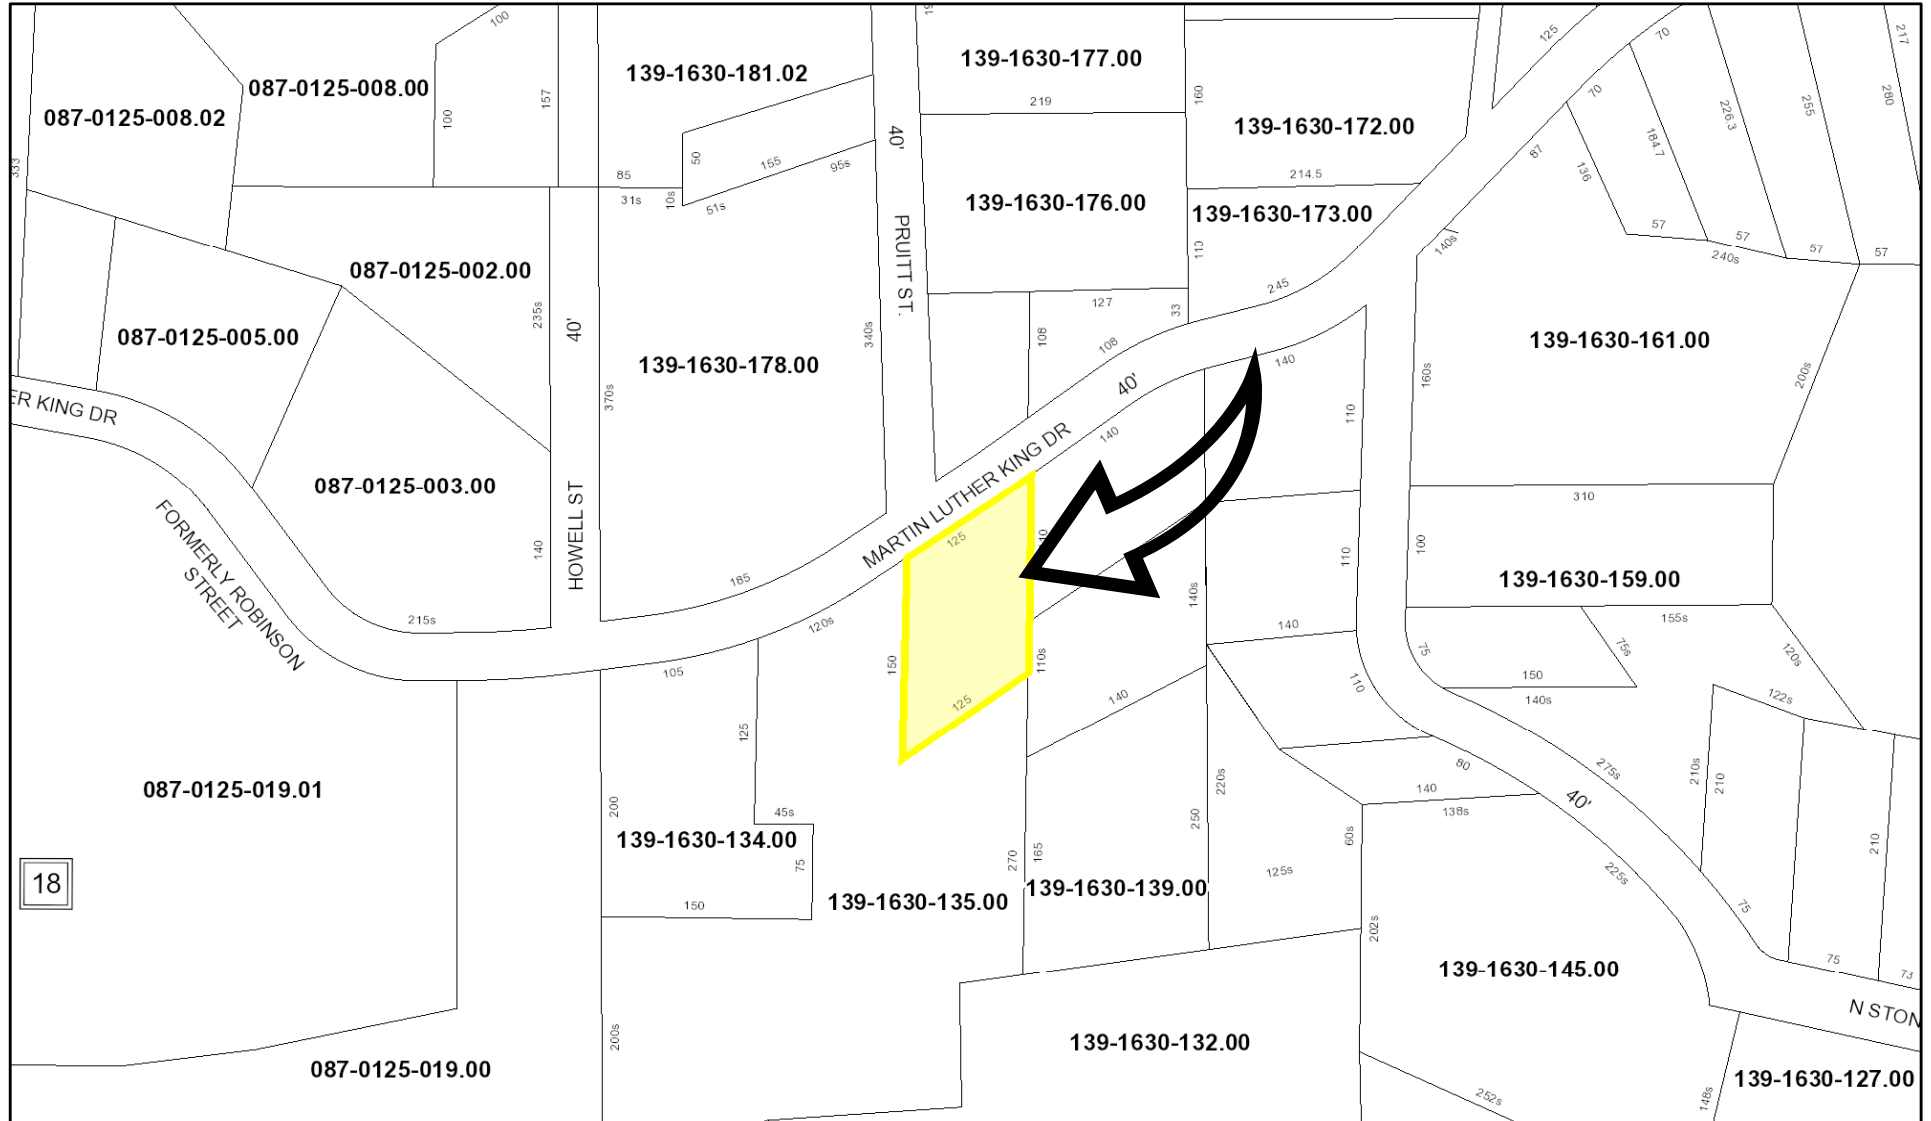 100
125
70
217
139-1630-177.00
139-1630-181.02
087-0125-008.00
087-0125-008.02
100
157
219
160
70
280
255
226.3
139-1630-172.00
40'
184.7
87
136
333
50
155
95s
85
31s
10s
51s
214.5
139-1630-176.00
139-1630-173.00
PRUITT ST.
110
140s
57
57
57
57
240s
087-0125-002.00
245
127
33
235s
40'
340s
108
108
087-0125-005.00
139-1630-178.00
139-1630-161.00
140
160s
200s
40'
370s
110
ER KING DR
140
MARTIN LUTHER KING DR
087-0125-003.00
310
HOWELL ST
FORMERLY ROBINSON
STREET
140
125
110
100
185
139-1630-159.00
140s
215s
120s
140
155s
75
75s
120s
105
150
110s
150
140s
110
122s
140
125
125
80
275s
210s
210
087-0125-019.01
220s
140
138s
40'
200
45s
250
60s
139-1630-134.00
210
75
270
165
18
125s
225s
139-1630-139.00
150
139-1630-135.00
75
202s
139-1630-145.00
75
73
N STON
200s
139-1630-132.00
087-0125-019.00
139-1630-127.00
252s
148s